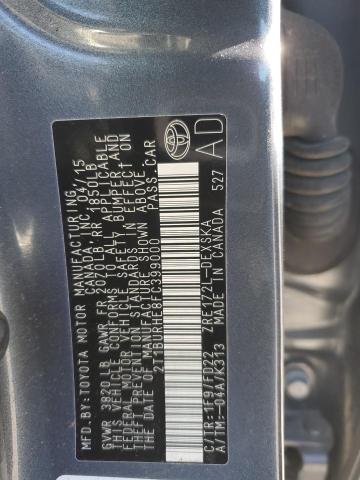 MFD.BY:TOYOTA MOTOR MANUFACTURING
CANADA, INC. 04/15
GVWR 3820LB GAWR FR 2070LB RR 1850LB
THIS VEHICLE CONFORMS TO ALL APPLICABLE
FEDERAL MOTOR VEHICLE SAFETY, BUMPER AND
THEFT PREVENTION STANDARDS IN EFFECT ON
THE DATE OF MANUFACTURE SHOWN ABOVE.
2T1BURHE8FC399000 PASS.CAR
C/TR:1F9/FD22 ZRE172L-DEXSKA
A/TM:-04A/K313 MADE IN CANADA 527
AD